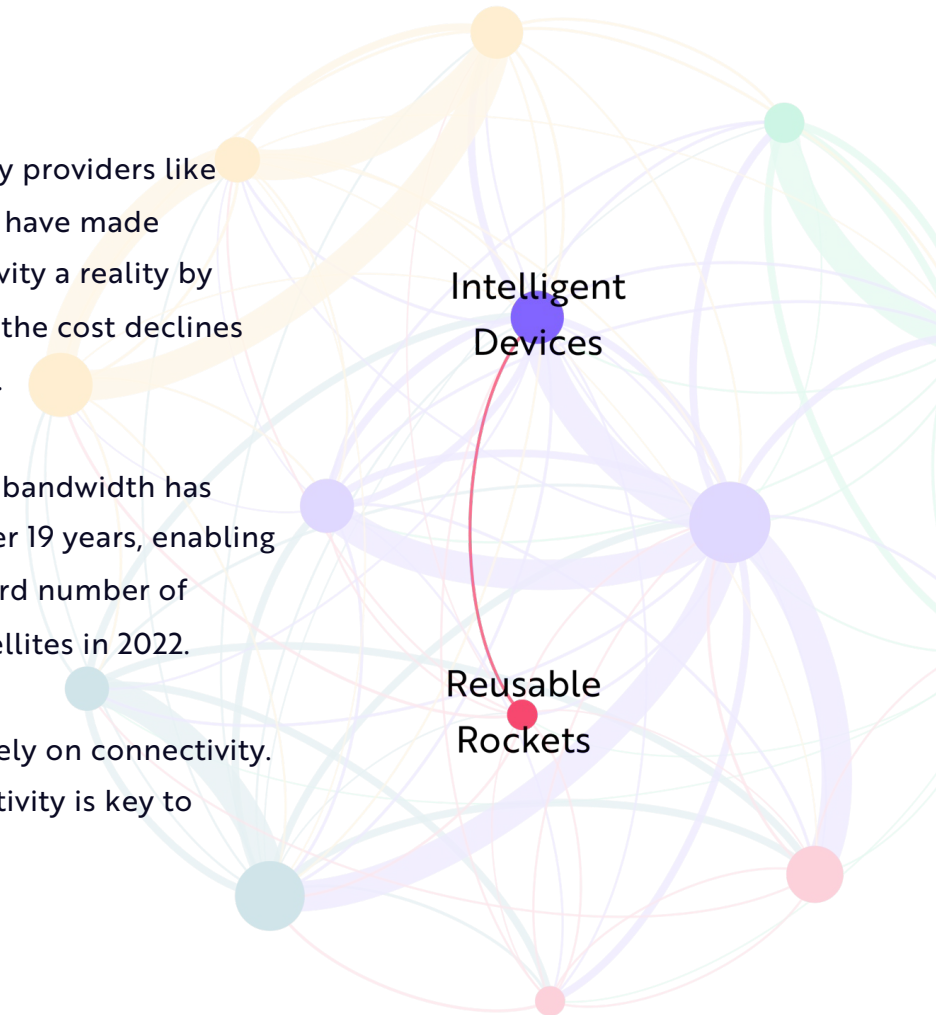 y providers like
have made
vity a reality by
the cost declines
.
bandwidth has
er 19 years, enabling
rd number of
ellites in 2022.
ely on connectivity.
tivity is key to
Intelligent
Devices
Reusable
Rockets